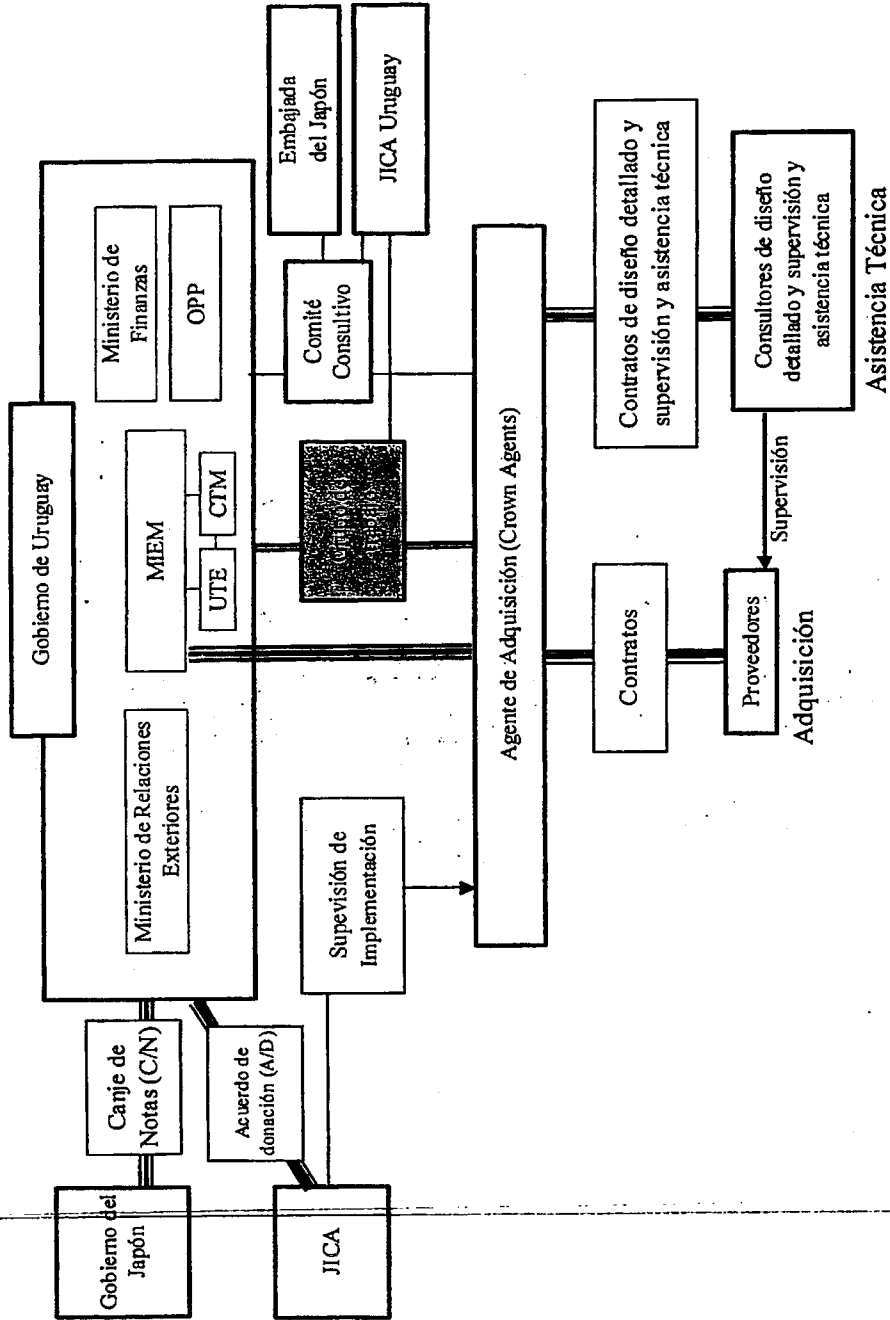 Gobierno de Uruguay
Gobierno del
Japón
Canje de
Notas (C/N)
Ministerio de Relaciones
Exteriores
MIEM
UTE
CTM
Ministerio de
Finanzas
OPP
JICA
Acuerdo de
donación (A/D)
Supevisión de
Implementación
Comité
Consultivo
Embajada
del Japón
JICA Uruguay
Agente de Adquisición (Crown Agents)
Contratos
Contratos de diseño detallado y
supervisión y asistencia técnica
Proveedores
Supervisión
Consultores de diseño
detallado y supervisión y
asistencia técnica
Adquisición
Asistencia Técnica